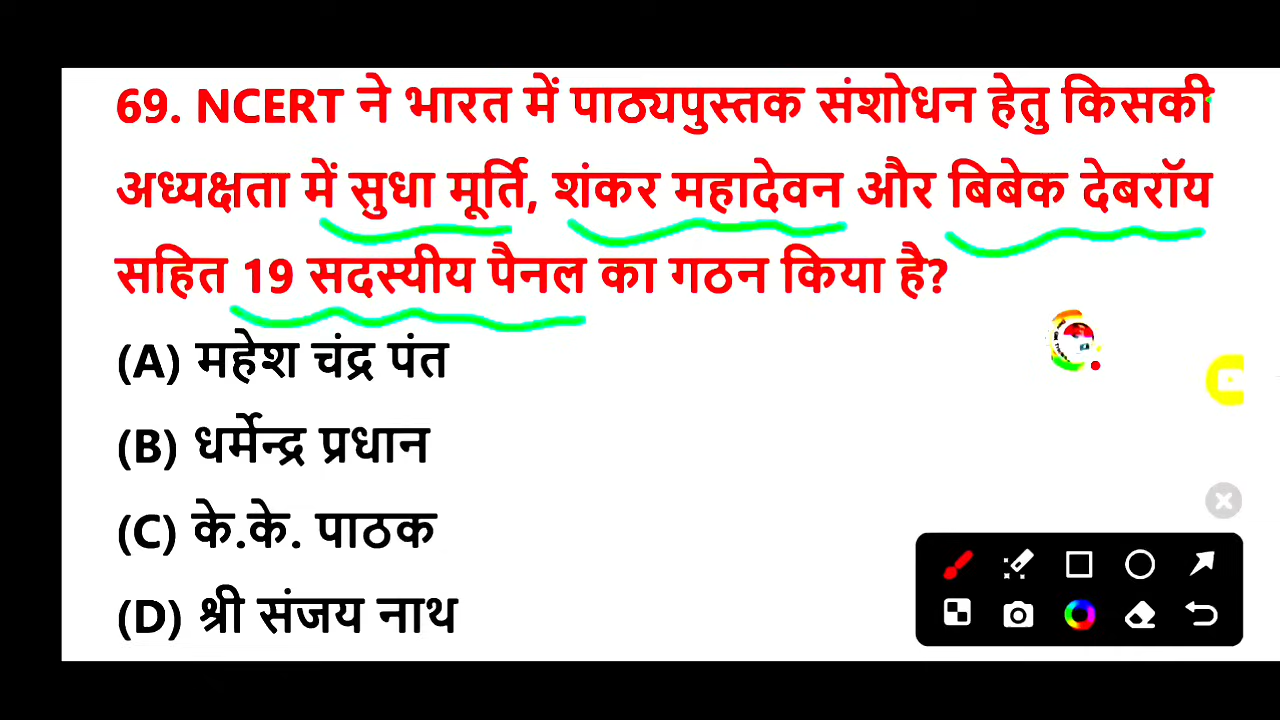 69. NCERT ने भारत में पाठ्यपुस्तक संशोधन हेतु किसकी
अध्यक्षता में सुधा मूर्ति, शंकर महादेवन और बिबेक देबरॉय
सहित 19 सदस्यीय पैनल का गठन किया है?
(A) महेश चंद्र पंत
(B) धर्मेन्द्र प्रधान
(C) के.के. पाठक
(D) श्री संजय नाथ